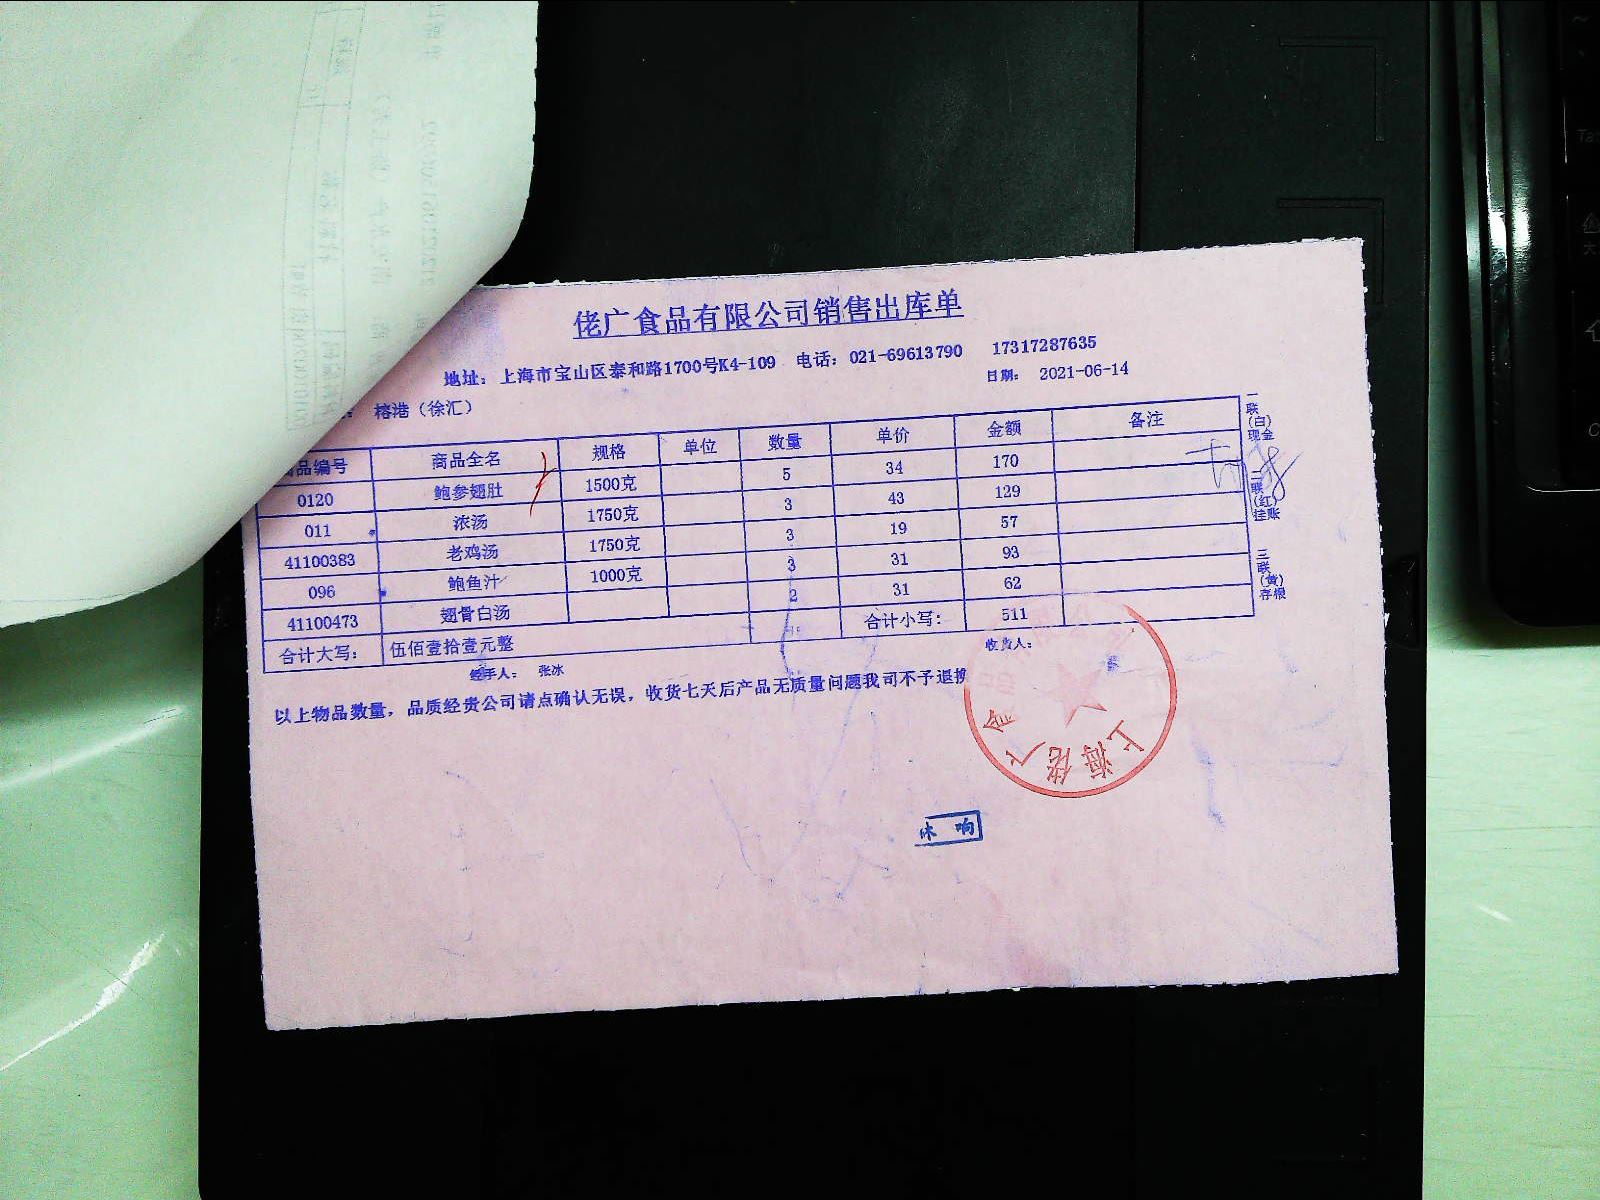 佬广食品有限公司销售出库单
地址： 上海市宝山区泰和路1700号K4-109 电话：021-69613790 17317287635
日期： 2021-06-14
： 榕港（徐汇）
商品编号 商品全名 规格 单位 数量 单价 金额 备注
0120 鲍参翅肚 1500克 5 34 170
011 浓汤 1750克 3 43 129
41100383 老鸡汤 1750克 3 19 57
096 鲍鱼汁 1000克 3 31 93
41100473 翅骨白汤 2 31 62
合计大写： 伍佰壹拾壹元整 合计小写： 511
经手人： 张冰 收货人：
以上物品数量，品质经贵公司请点确认无误，收货七天后产品无质量问题我司不予退换
一联(白)现金
二联(红)挂账
三联(黄)存根
上海佬广食